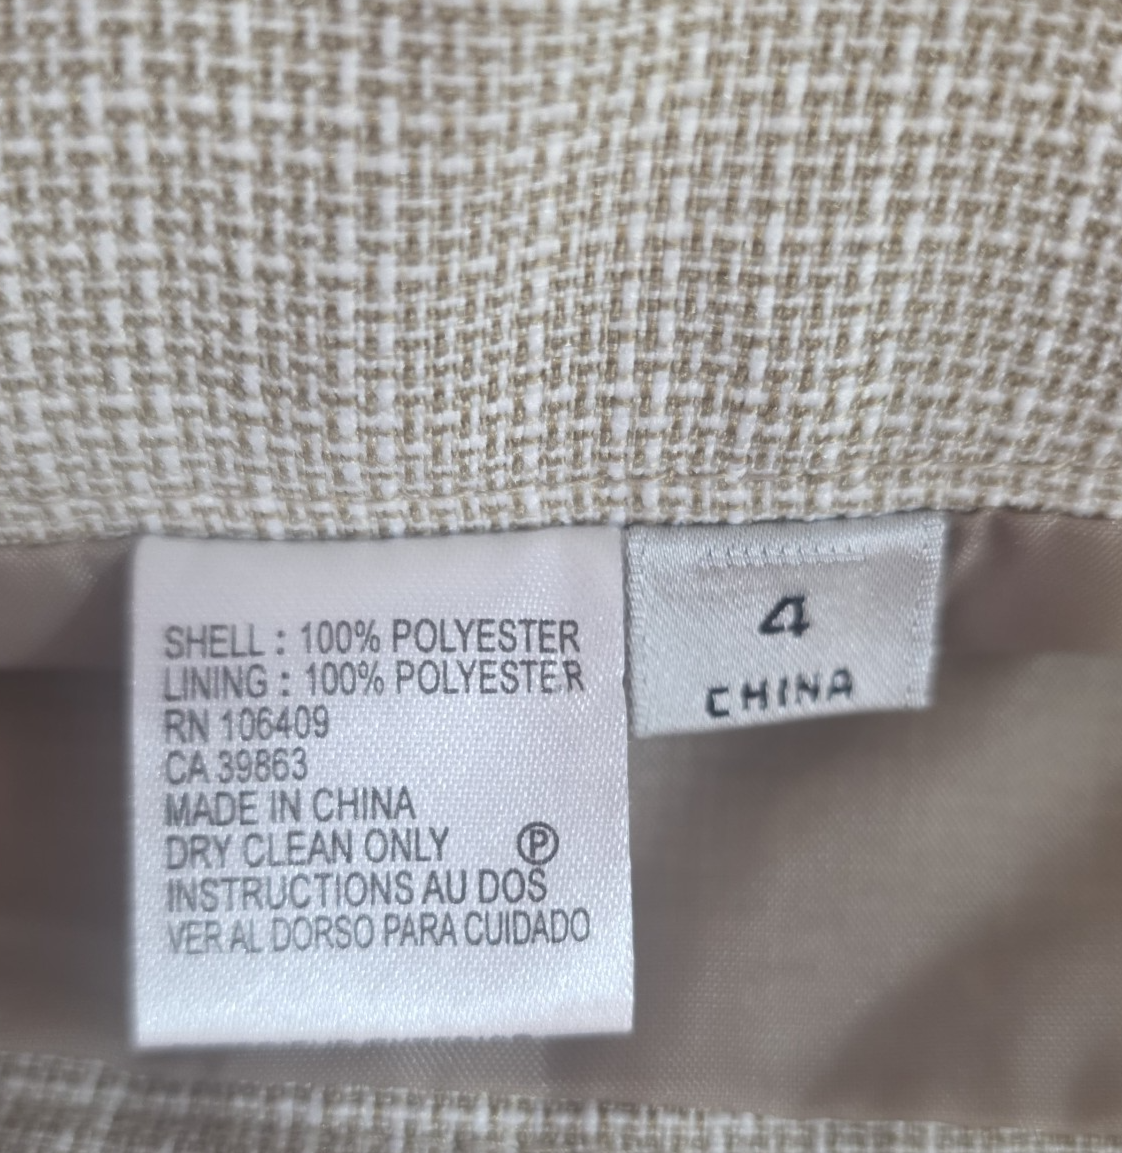 SHELL : 100% POLYESTER
LINING : 100% POLYESTER
RN 106409
CA 39863
MADE IN CHINA
DRY CLEAN ONLY Ⓟ
INSTRUCTIONS AU DOS
VER AL DORSO PARA CUIDADO
4
CHINA